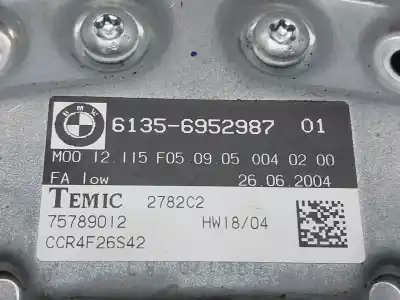 BMW
6135-6952987 01
M00 12.115 F05.09.05 004 02 00
FA low 26.06.2004
TEMIC 2782C2
75789012 HW18/04
CCR4F26S42